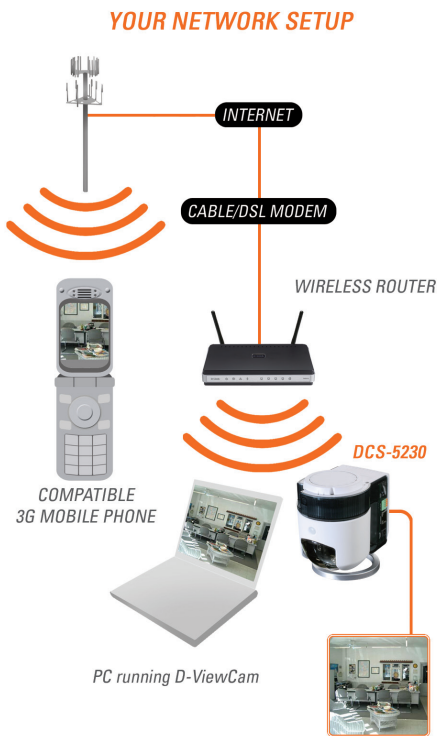 YOUR NETWORK SETUP
INTERNET
CABLE/DSL MODEM
WIRELESS ROUTER
DCS-5230
COMPATIBLE
3G MOBILE PHONE
PC running D-ViewCam